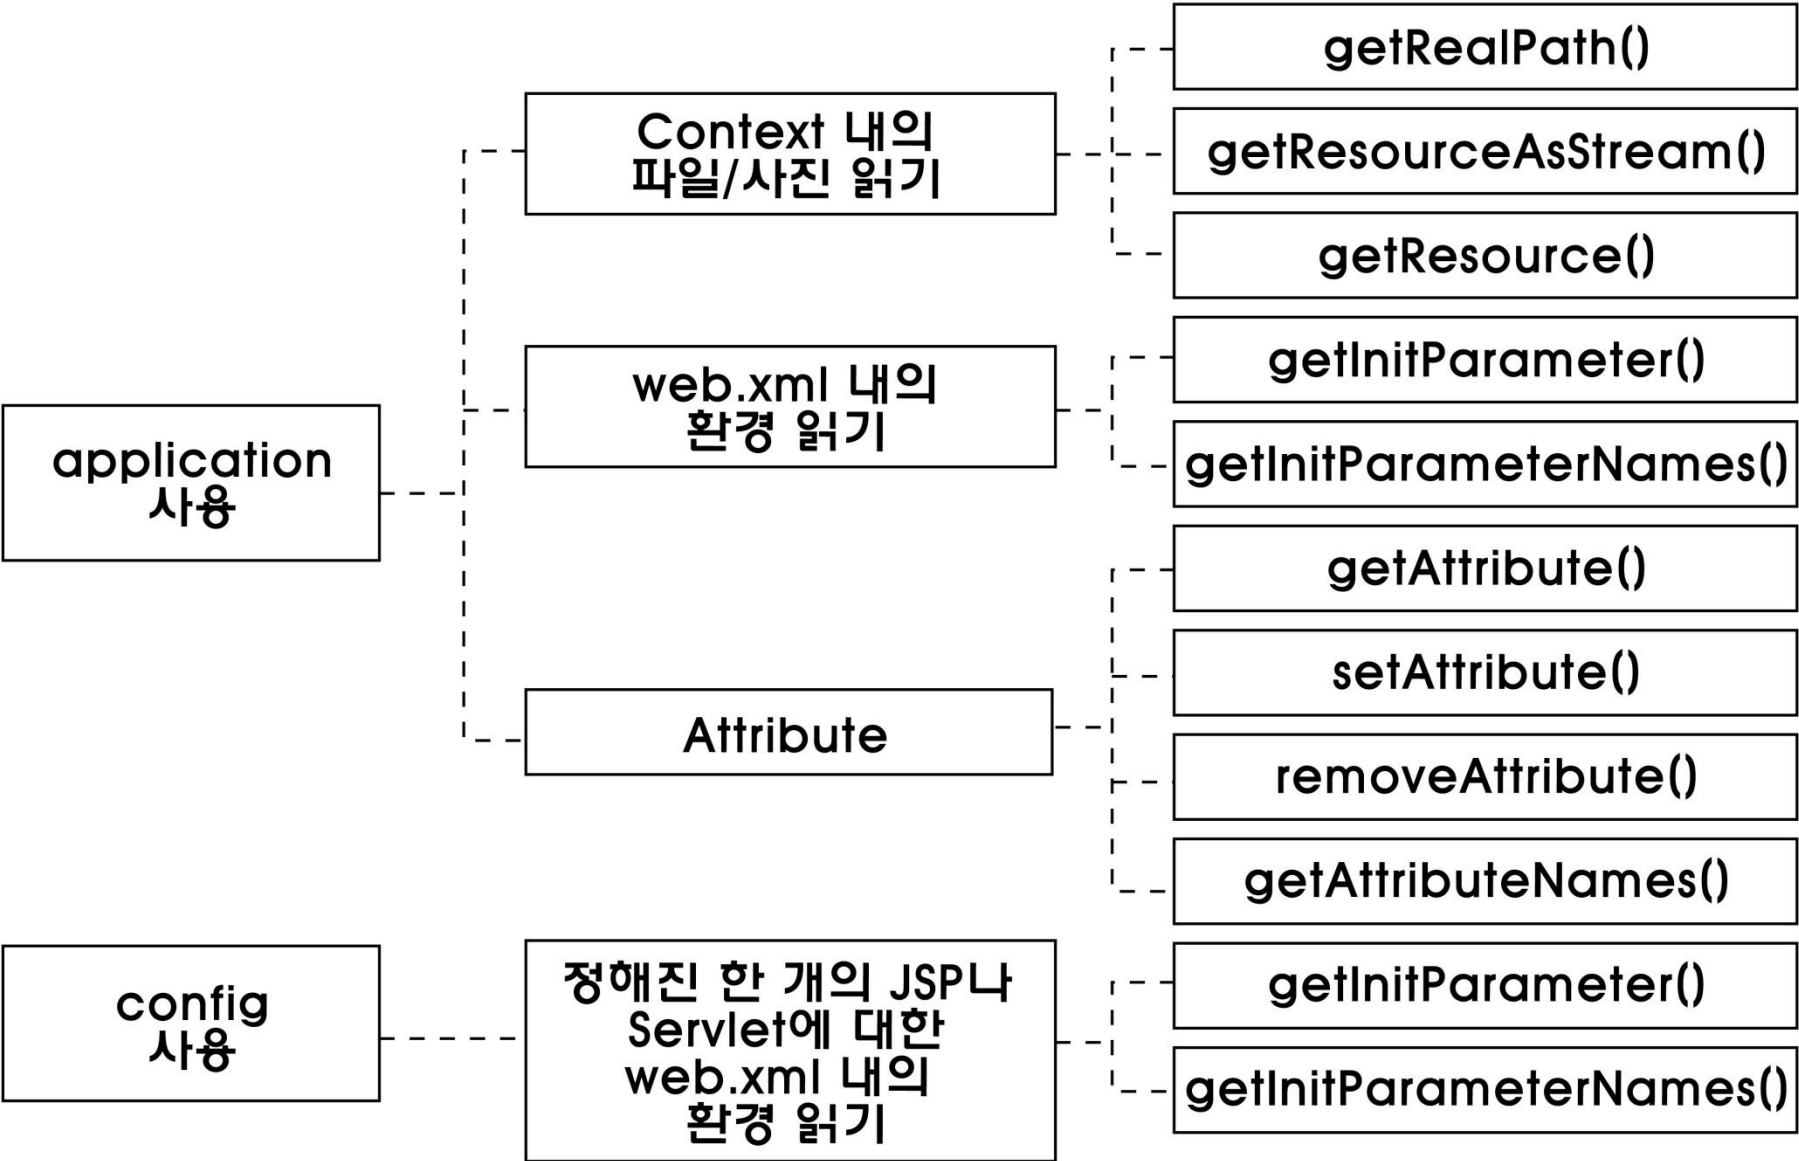 application
사용
Context 내의
파일/사진 읽기
getRealPath()
getResourceAsStream()
getResource()
web.xml 내의
환경 읽기
getInitParameter()
getInitParameterNames()
Attribute
getAttribute()
setAttribute()
removeAttribute()
getAttributeNames()
config
사용
정해진 한 개의 JSP나
Servlet에 대한
web.xml 내의
환경 읽기
getInitParameter()
getInitParameterNames()